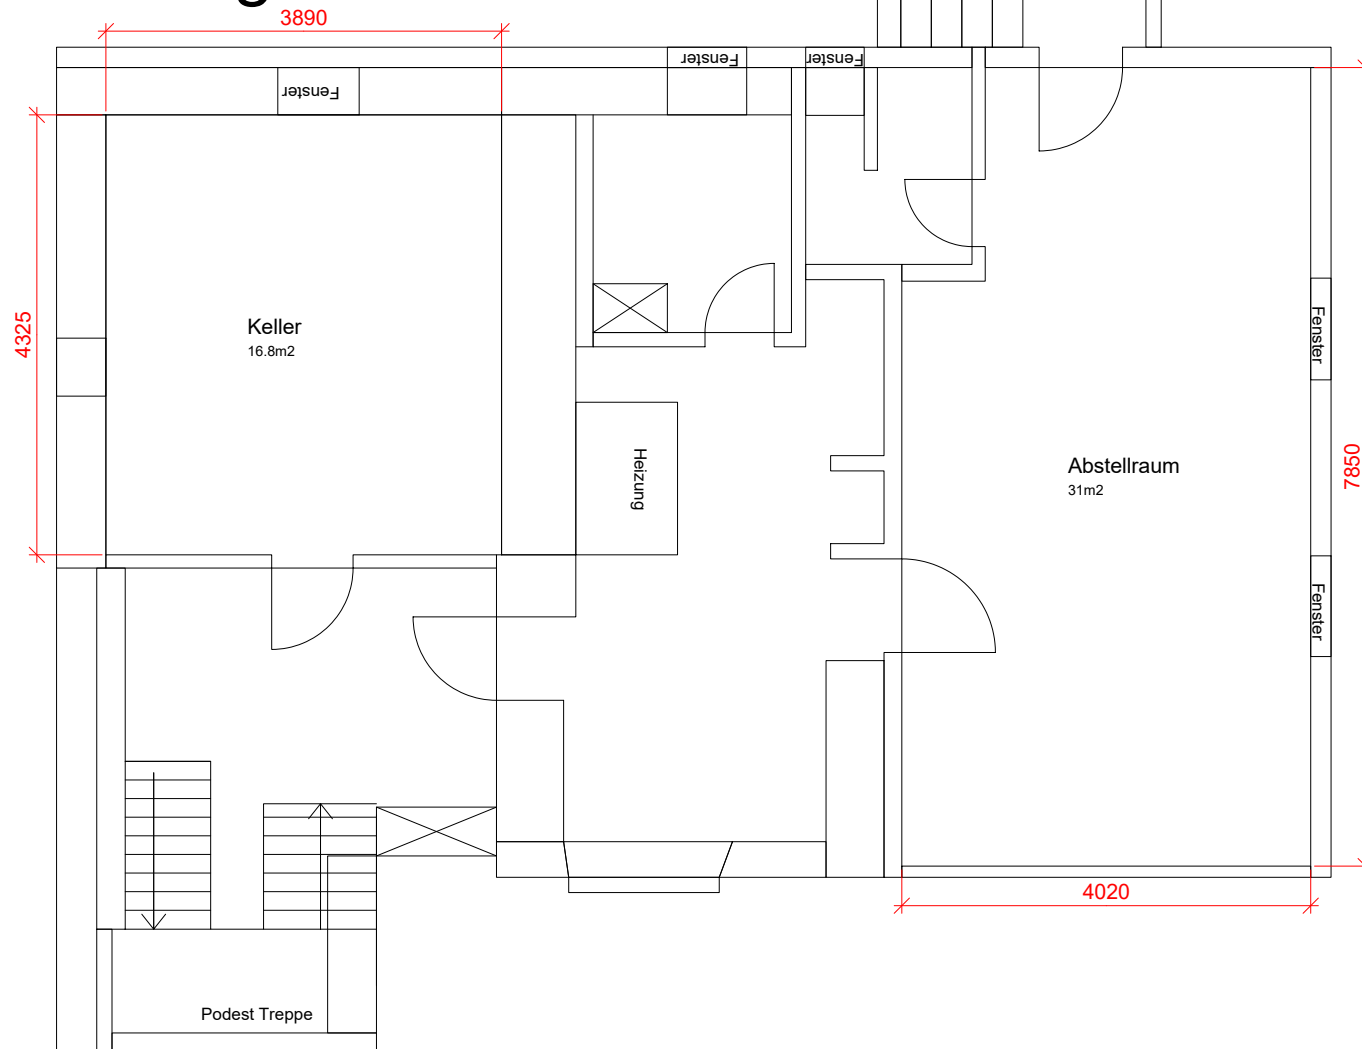 g
3890
Fenster
Fenster
Fenster
4325
Keller
16.8m2
Fenster
Heizung
Abstellraum
31m2
7850
Fenster
4020
Podest Treppe